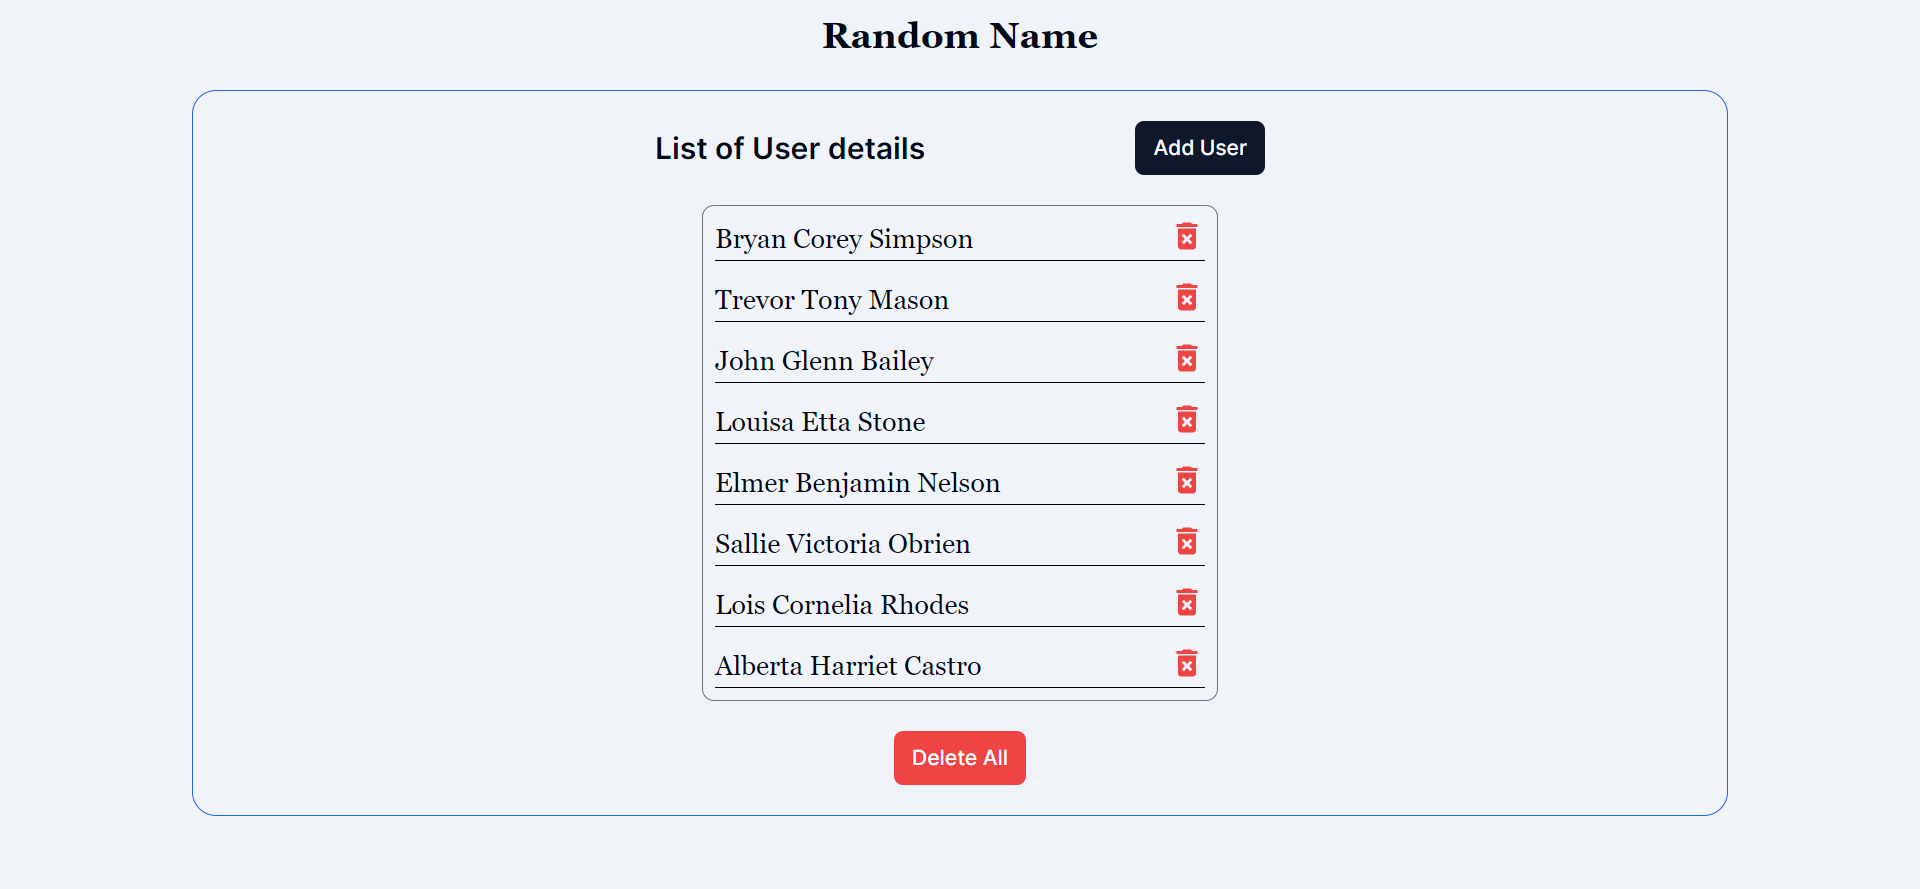 Random Name
List of User details
Add User
Bryan Corey Simpson
Trevor Tony Mason
John Glenn Bailey
Louisa Etta Stone
Elmer Benjamin Nelson
Sallie Victoria Obrien
Lois Cornelia Rhodes
Alberta Harriet Castro
Delete All